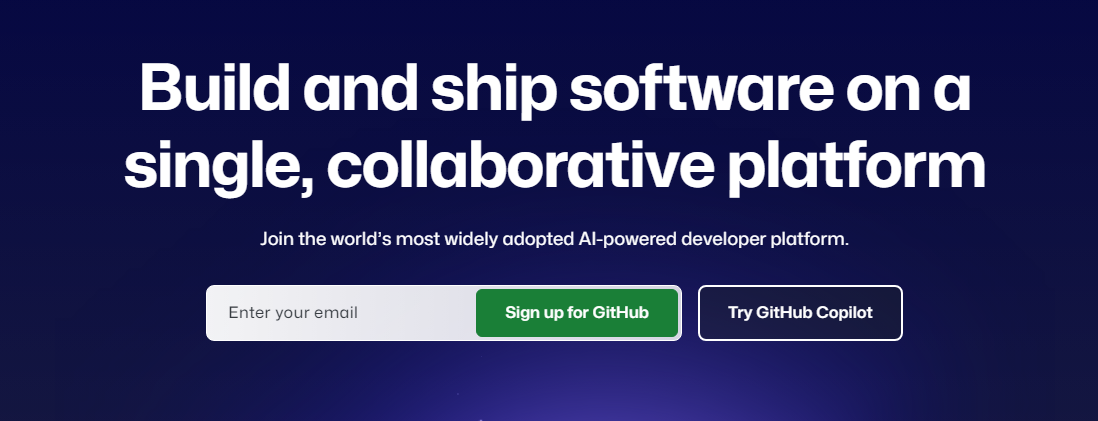 Build and ship software on a
single, collaborative platform
Join the world’s most widely adopted AI-powered developer platform.
Enter your email
Sign up for GitHub
Try GitHub Copilot